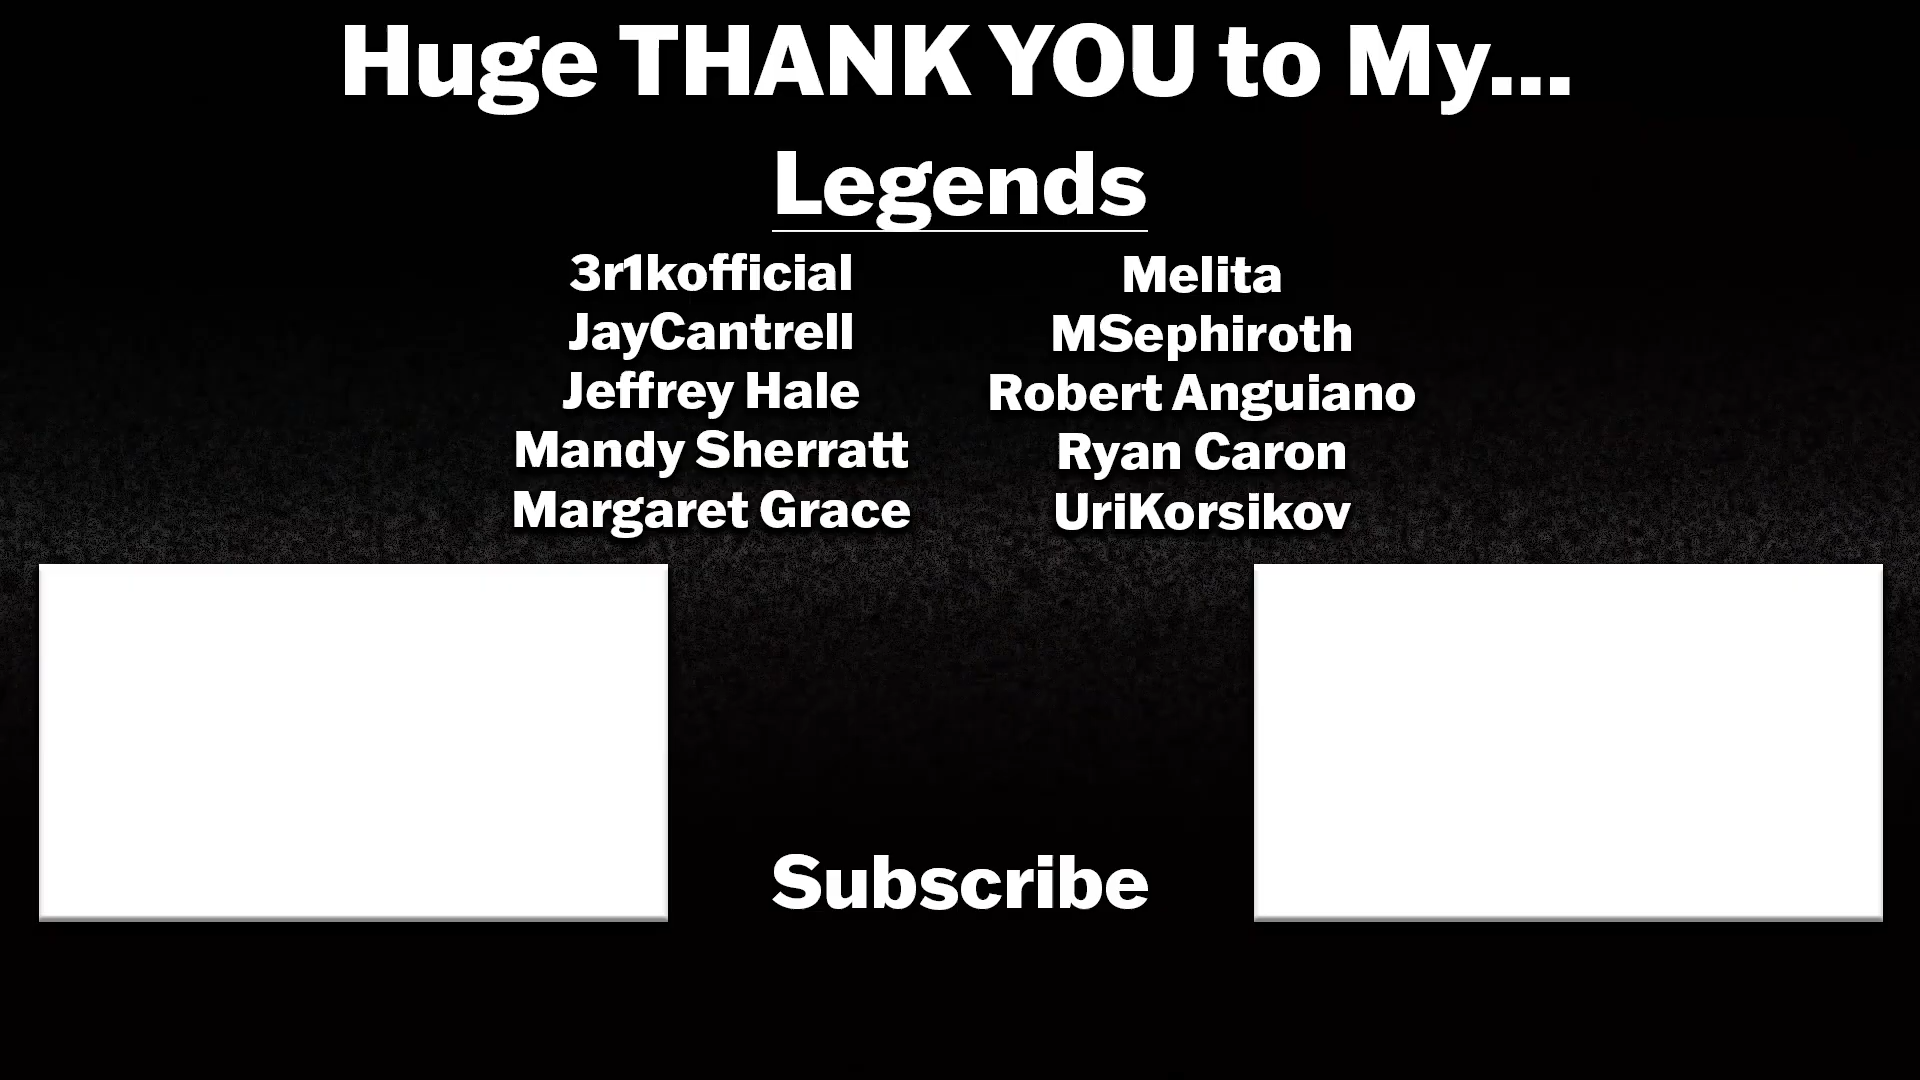 Huge THANK YOU to My...
Legends
3r1kofficial
JayCantrell
Jeffrey Hale
Mandy Sherratt
Margaret Grace
Melita
MSephiroth
Robert Anguiano
Ryan Caron
UriKorsikov
Subscribe